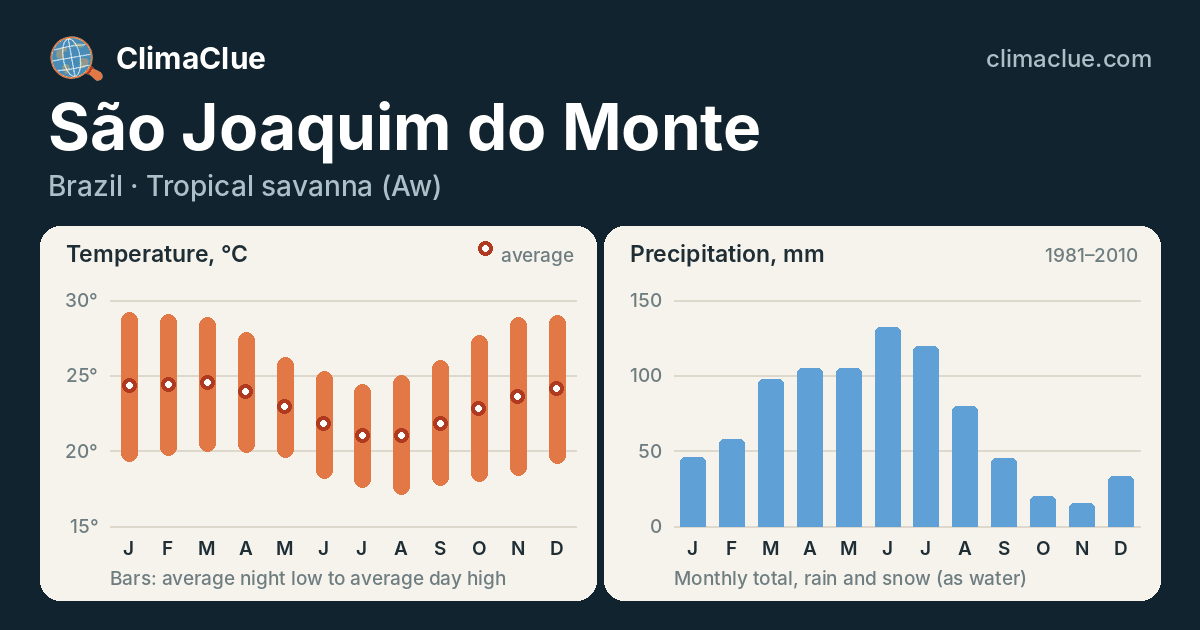 ClimaClue
climaclue.com
São Joaquim do Monte
Brazil · Tropical savanna (Aw)
Temperature, °C
average
30°
25°
20°
15°
J F M A M J J A S O N D
Bars: average night low to average day high
Precipitation, mm
1981–2010
150
100
50
0
J F M A M J J A S O N D
Monthly total, rain and snow (as water)